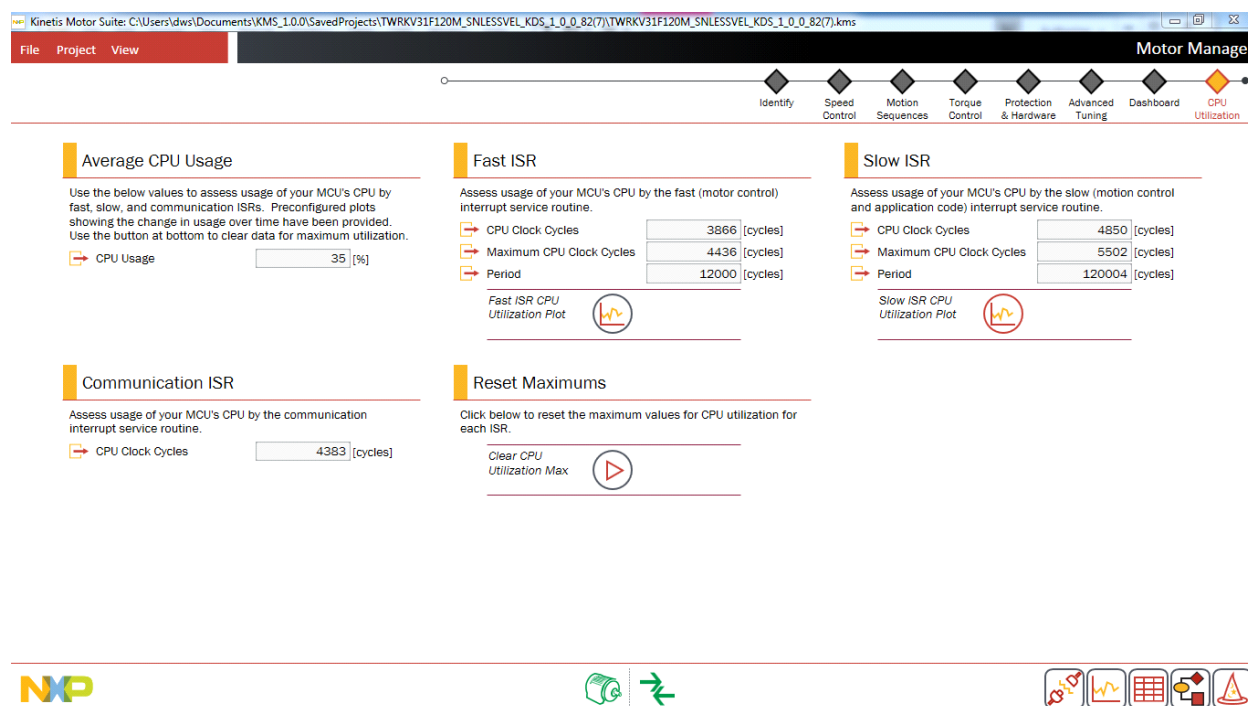 Kinetis Motor Suite: C:\Users\dws\Documents\KMS_1.0.0\SavedProjects\TWRKV31F120M_SNLESSVEL_KDS_1_0_0_82(7)\TWRKV31F120M_SNLESSVEL_KDS_1_0_0_82(7).kms
File Project View
Motor Manage
Identify
Speed
Control
Motion
Sequences
Torque
Control
Protection
& Hardware
Advanced
Tuning
Dashboard
CPU
Utilization
Average CPU Usage
Use the below values to assess usage of your MCU's CPU by
fast, slow, and communication ISRs. Preconfigured plots
showing the change in usage over time have been provided.
Use the button at bottom to clear data for maximum utilization.
CPU Usage 35 [%]
Fast ISR
Assess usage of your MCU's CPU by the fast (motor control)
interrupt service routine.
CPU Clock Cycles 3866 [cycles]
Maximum CPU Clock Cycles 4436 [cycles]
Period 12000 [cycles]
Fast ISR CPU
Utilization Plot
Slow ISR
Assess usage of your MCU's CPU by the slow (motion control
and application code) interrupt service routine.
CPU Clock Cycles 4850 [cycles]
Maximum CPU Clock Cycles 5502 [cycles]
Period 120004 [cycles]
Slow ISR CPU
Utilization Plot
Communication ISR
Assess usage of your MCU's CPU by the communication
interrupt service routine.
CPU Clock Cycles 4383 [cycles]
Reset Maximums
Click below to reset the maximum values for CPU utilization for
each ISR.
Clear CPU
Utilization Max
NXP